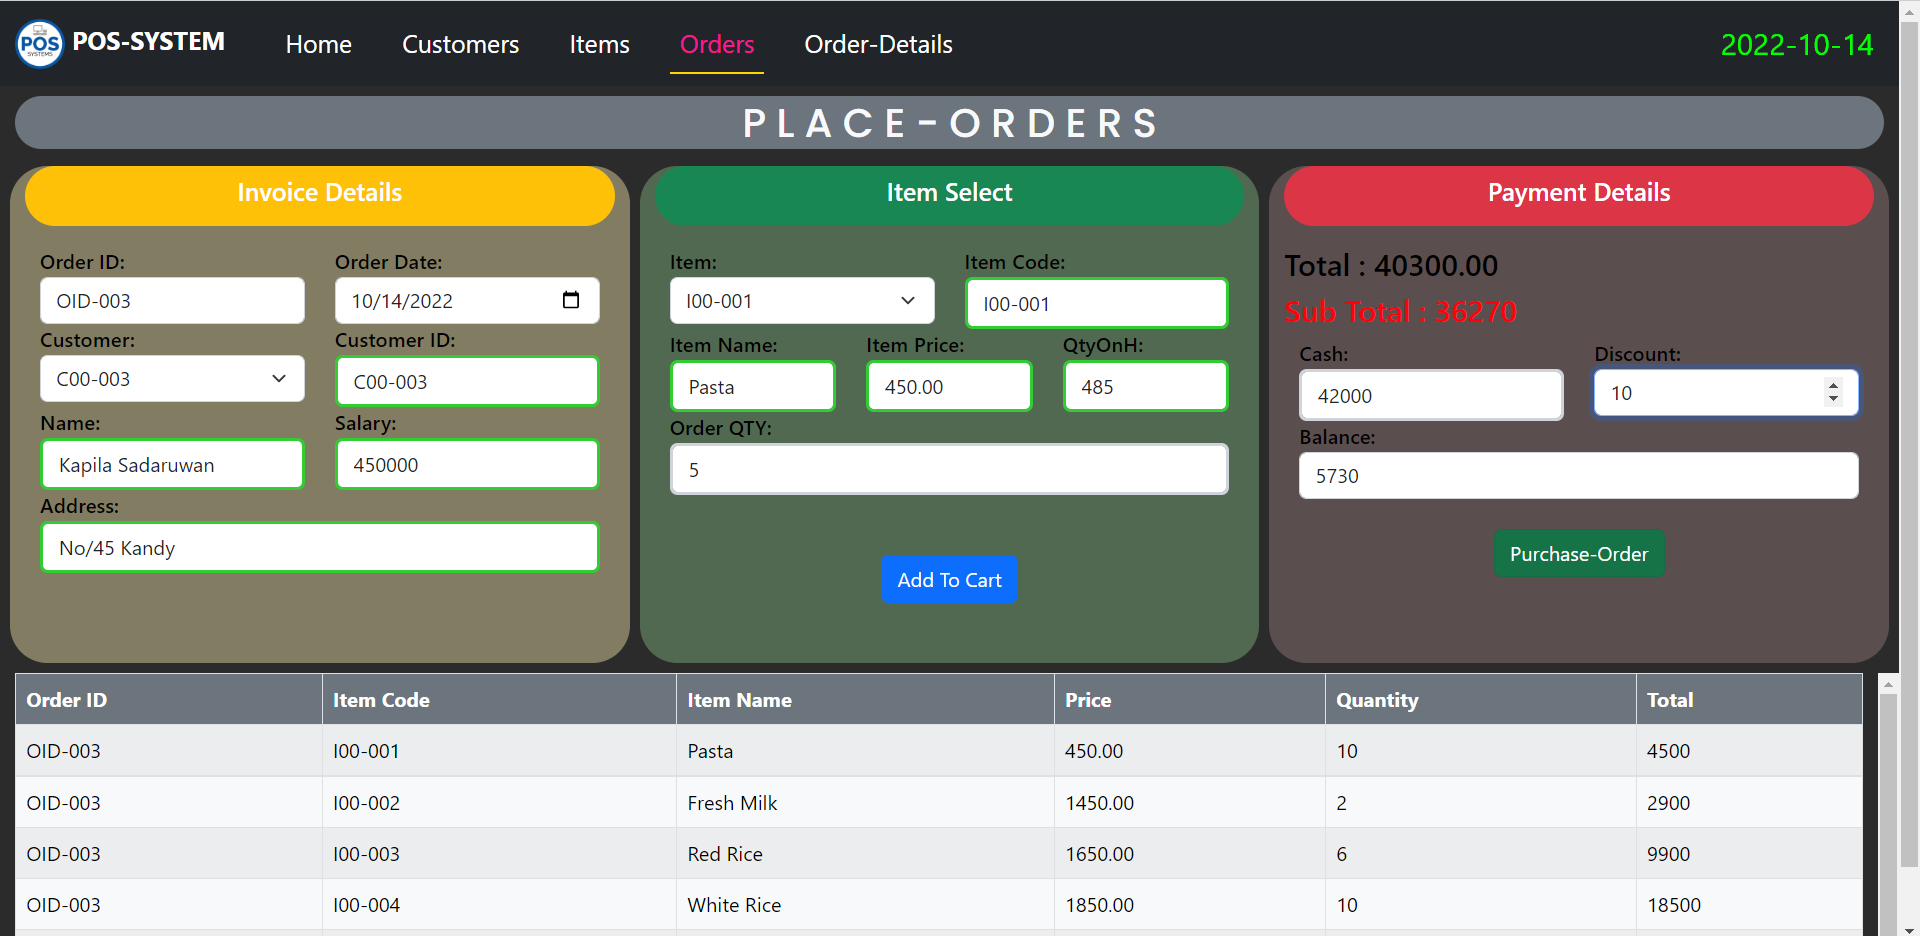 POS SYSTEMS POS-SYSTEM Home Customers Items Orders Order-Details 2022-10-14
PLACE-ORDERS
Invoice Details
Order ID: Order Date:
OID-003 10/14/2022
Customer: Customer ID:
C00-003 C00-003
Name: Salary:
Kapila Sadaruwan 450000
Address:
No/45 Kandy
Item Select
Item: Item Code:
I00-001 I00-001
Item Name: Item Price: QtyOnH:
Pasta 450.00 485
Order QTY:
5
Add To Cart
Payment Details
Total : 40300.00
Sub Total : 36270
Cash: Discount:
42000 10
Balance:
5730
Purchase-Order
Order ID Item Code Item Name Price Quantity Total
OID-003 I00-001 Pasta 450.00 10 4500
OID-003 I00-002 Fresh Milk 1450.00 2 2900
OID-003 I00-003 Red Rice 1650.00 6 9900
OID-003 I00-004 White Rice 1850.00 10 18500